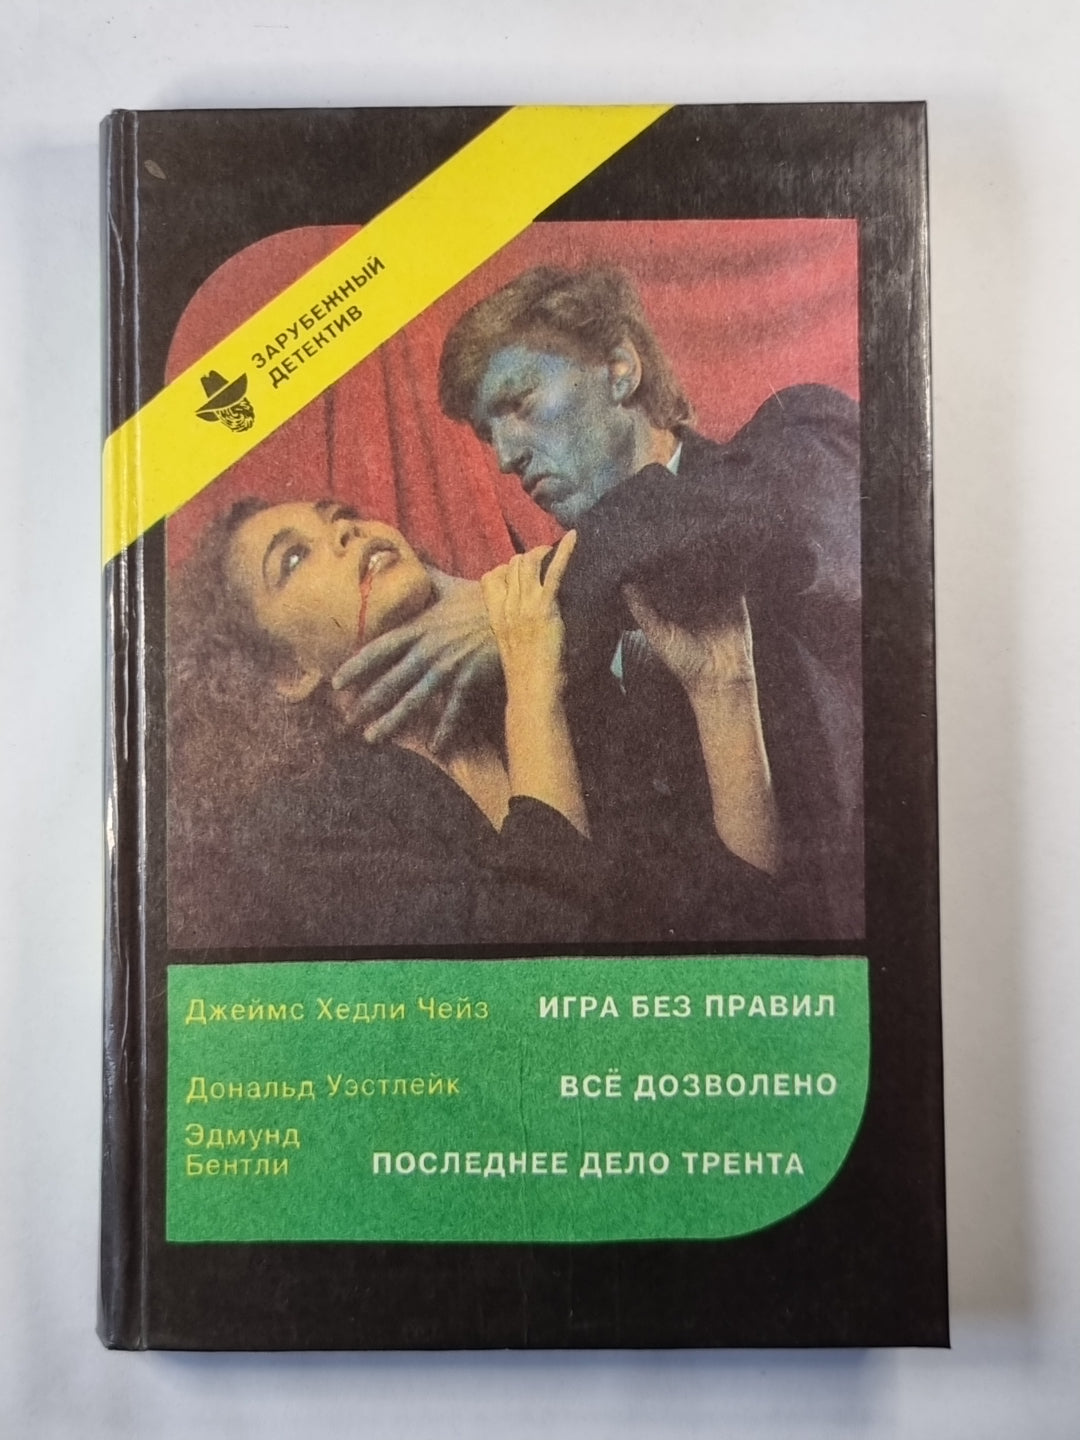 ЗАРУБЕЖНЫЙ
ДЕТЕКТИВ
Джеймс Хедли Чейз ИГРА БЕЗ ПРАВИЛ
Дональд Уэстлейк ВСЁ ДОЗВОЛЕНО
Эдмунд
Бентли ПОСЛЕДНЕЕ ДЕЛО ТРЕНТА